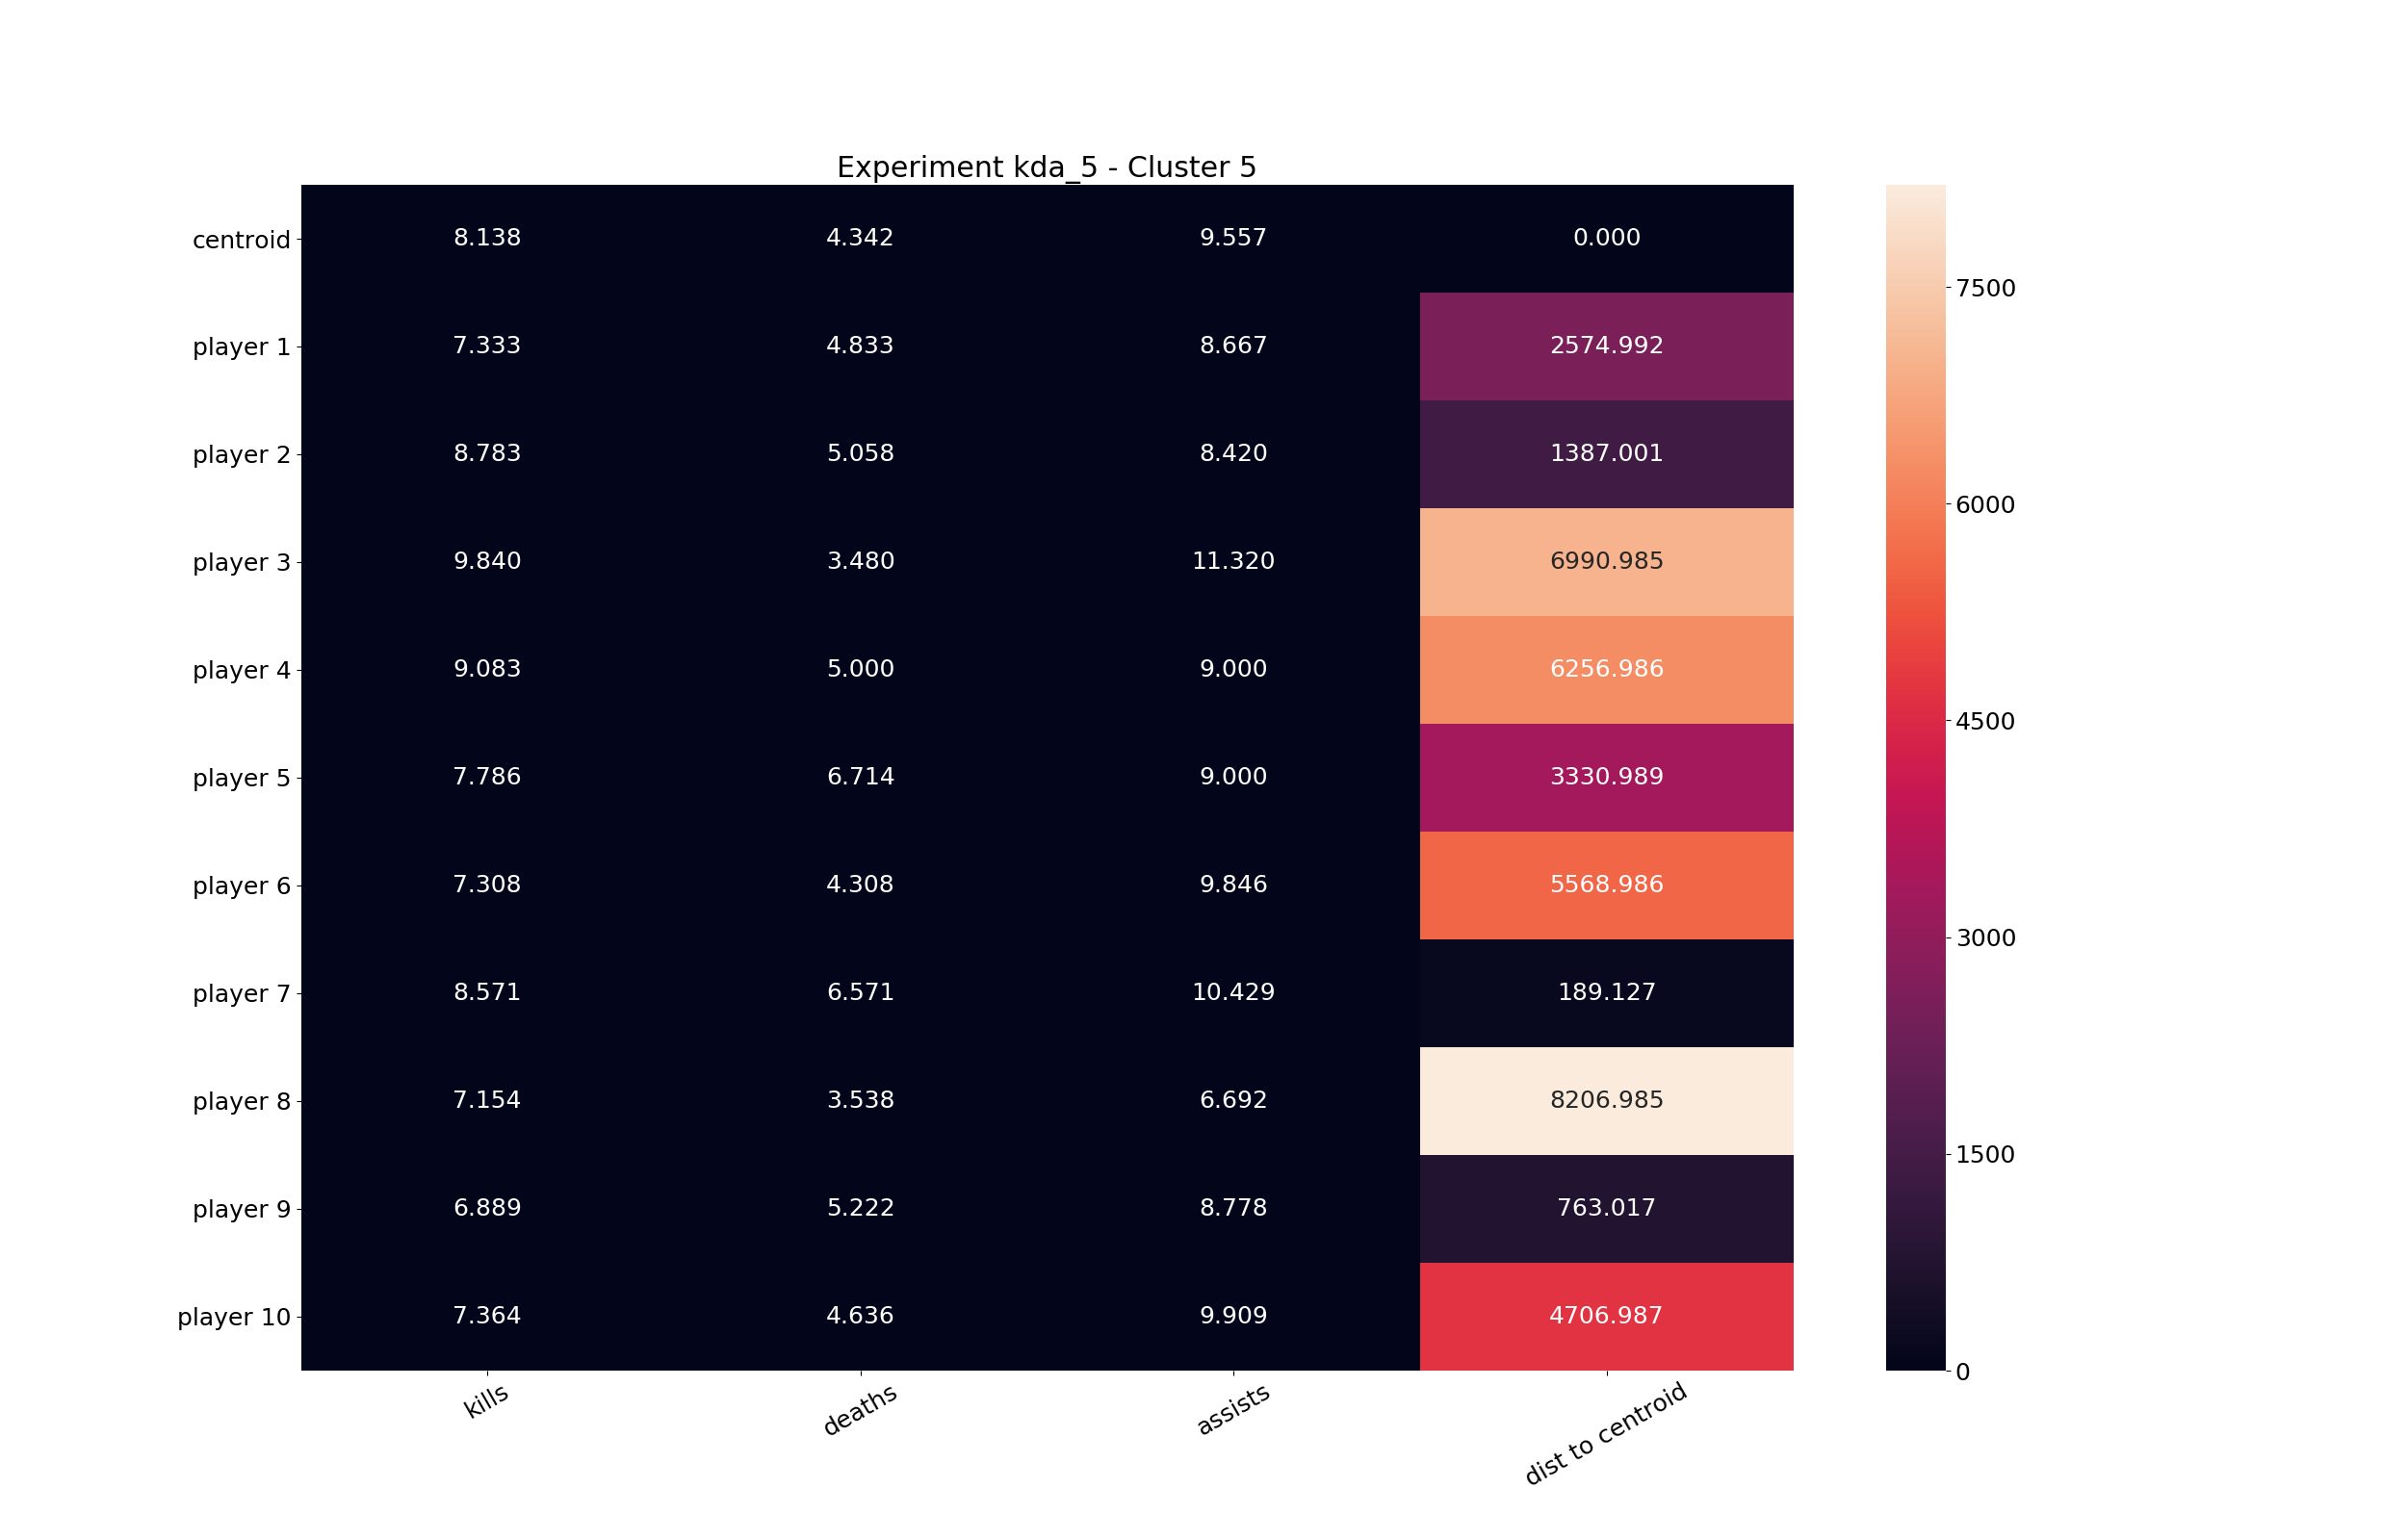 Experiment kda_5 - Cluster 5
centroid 8.138 4.342 9.557 0.000
player 1 7.333 4.833 8.667 2574.992
player 2 8.783 5.058 8.420 1387.001
player 3 9.840 3.480 11.320 6990.985
player 4 9.083 5.000 9.000 6256.986
player 5 7.786 6.714 9.000 3330.989
player 6 7.308 4.308 9.846 5568.986
player 7 8.571 6.571 10.429 189.127
player 8 7.154 3.538 6.692 8206.985
player 9 6.889 5.222 8.778 763.017
player 10 7.364 4.636 9.909 4706.987
kills deaths assists dist to centroid
7500
6000
4500
3000
1500
0